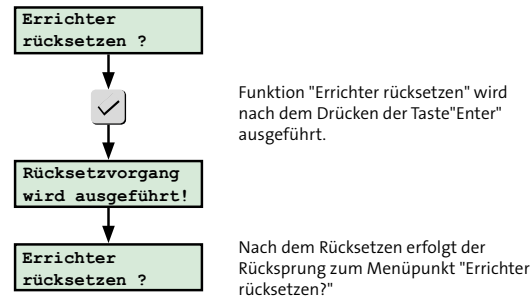 Errichter
rücksetzen ?
Funktion "Errichter rücksetzen" wird
nach dem Drücken der Taste"Enter"
ausgeführt.
Rücksetzvorgang
wird ausgeführt!
Errichter
rücksetzen ?
Nach dem Rücksetzen erfolgt der
Rücksprung zum Menüpunkt "Errichter
rücksetzen?"